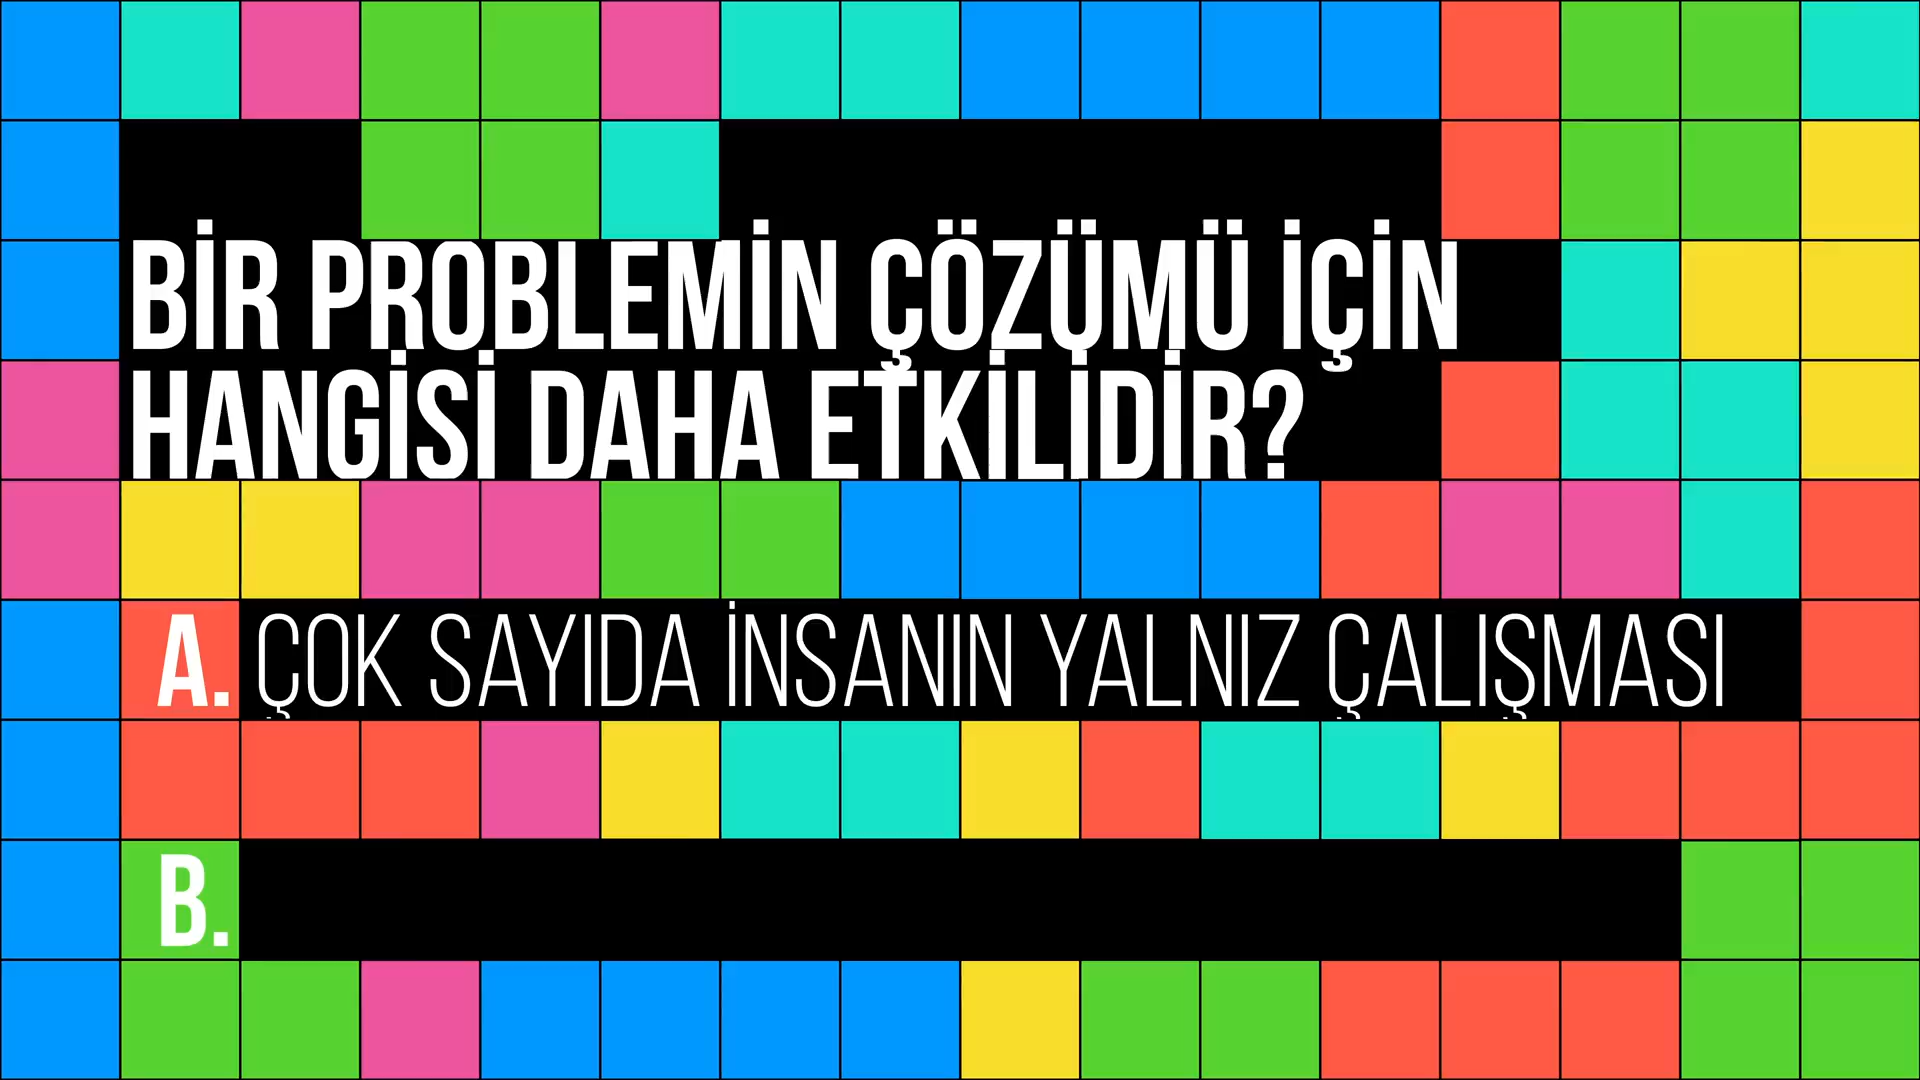 BİR PROBLEMİN ÇÖZÜMÜ İÇİN
HANGİSİ DAHA ETKİLİDİR?
A. ÇOK SAYIDA İNSANIN YALNIZ ÇALIŞMASI
B.